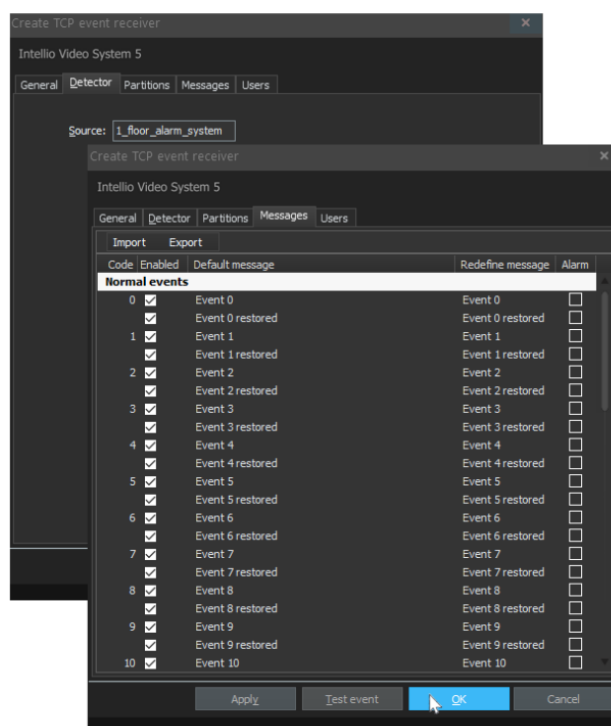 Create TCP event receiver
Intellio Video System 5
General Detector Partitions Messages Users
Source: 1_floor_alarm_system
Create TCP event receiver
Intellio Video System 5
General Detector Partitions Messages Users
Import Export
Code Enabled Default message Redefine message Alarm
Normal events
0 Event 0 Event 0
Event 0 restored Event 0 restored
1 Event 1 Event 1
Event 1 restored Event 1 restored
2 Event 2 Event 2
Event 2 restored Event 2 restored
3 Event 3 Event 3
Event 3 restored Event 3 restored
4 Event 4 Event 4
Event 4 restored Event 4 restored
5 Event 5 Event 5
Event 5 restored Event 5 restored
6 Event 6 Event 6
Event 6 restored Event 6 restored
7 Event 7 Event 7
Event 7 restored Event 7 restored
8 Event 8 Event 8
Event 8 restored Event 8 restored
9 Event 9 Event 9
Event 9 restored Event 9 restored
10 Event 10 Event 10
Apply Test event OK Cancel